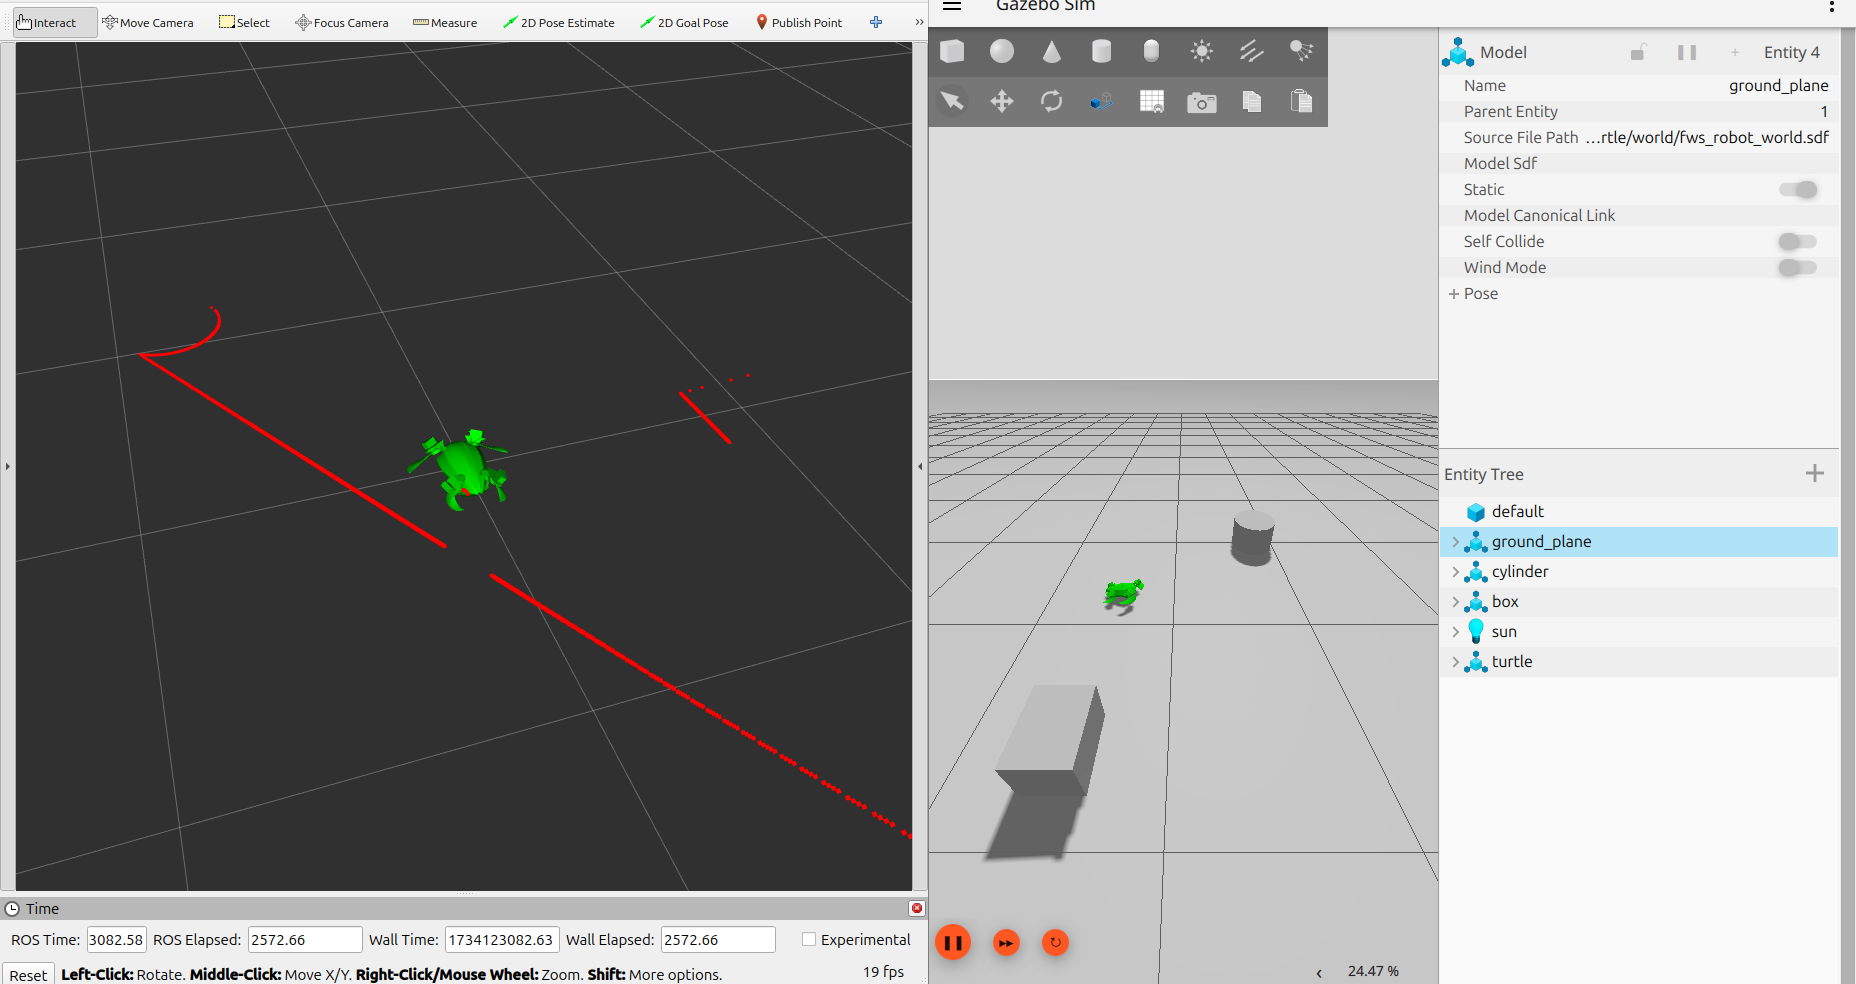 Interact Move Camera Select Focus Camera Measure 2D Pose Estimate 2D Goal Pose Publish Point »
Time
ROS Time: 3082.58 ROS Elapsed: 2572.66 Wall Time: 1734123082.63 Wall Elapsed: 2572.66 Experimental
Reset Left-Click: Rotate. Middle-Click: Move X/Y. Right-Click/Mouse Wheel: Zoom. Shift: More options. 19 fps
Gazebo Sim
24.47 %
Model Entity 4
Name ground_plane
Parent Entity 1
Source File Path ...rtle/world/fws_robot_world.sdf
Model Sdf
Static
Model Canonical Link
Self Collide
Wind Mode
Pose
Entity Tree
default
ground_plane
cylinder
box
sun
turtle